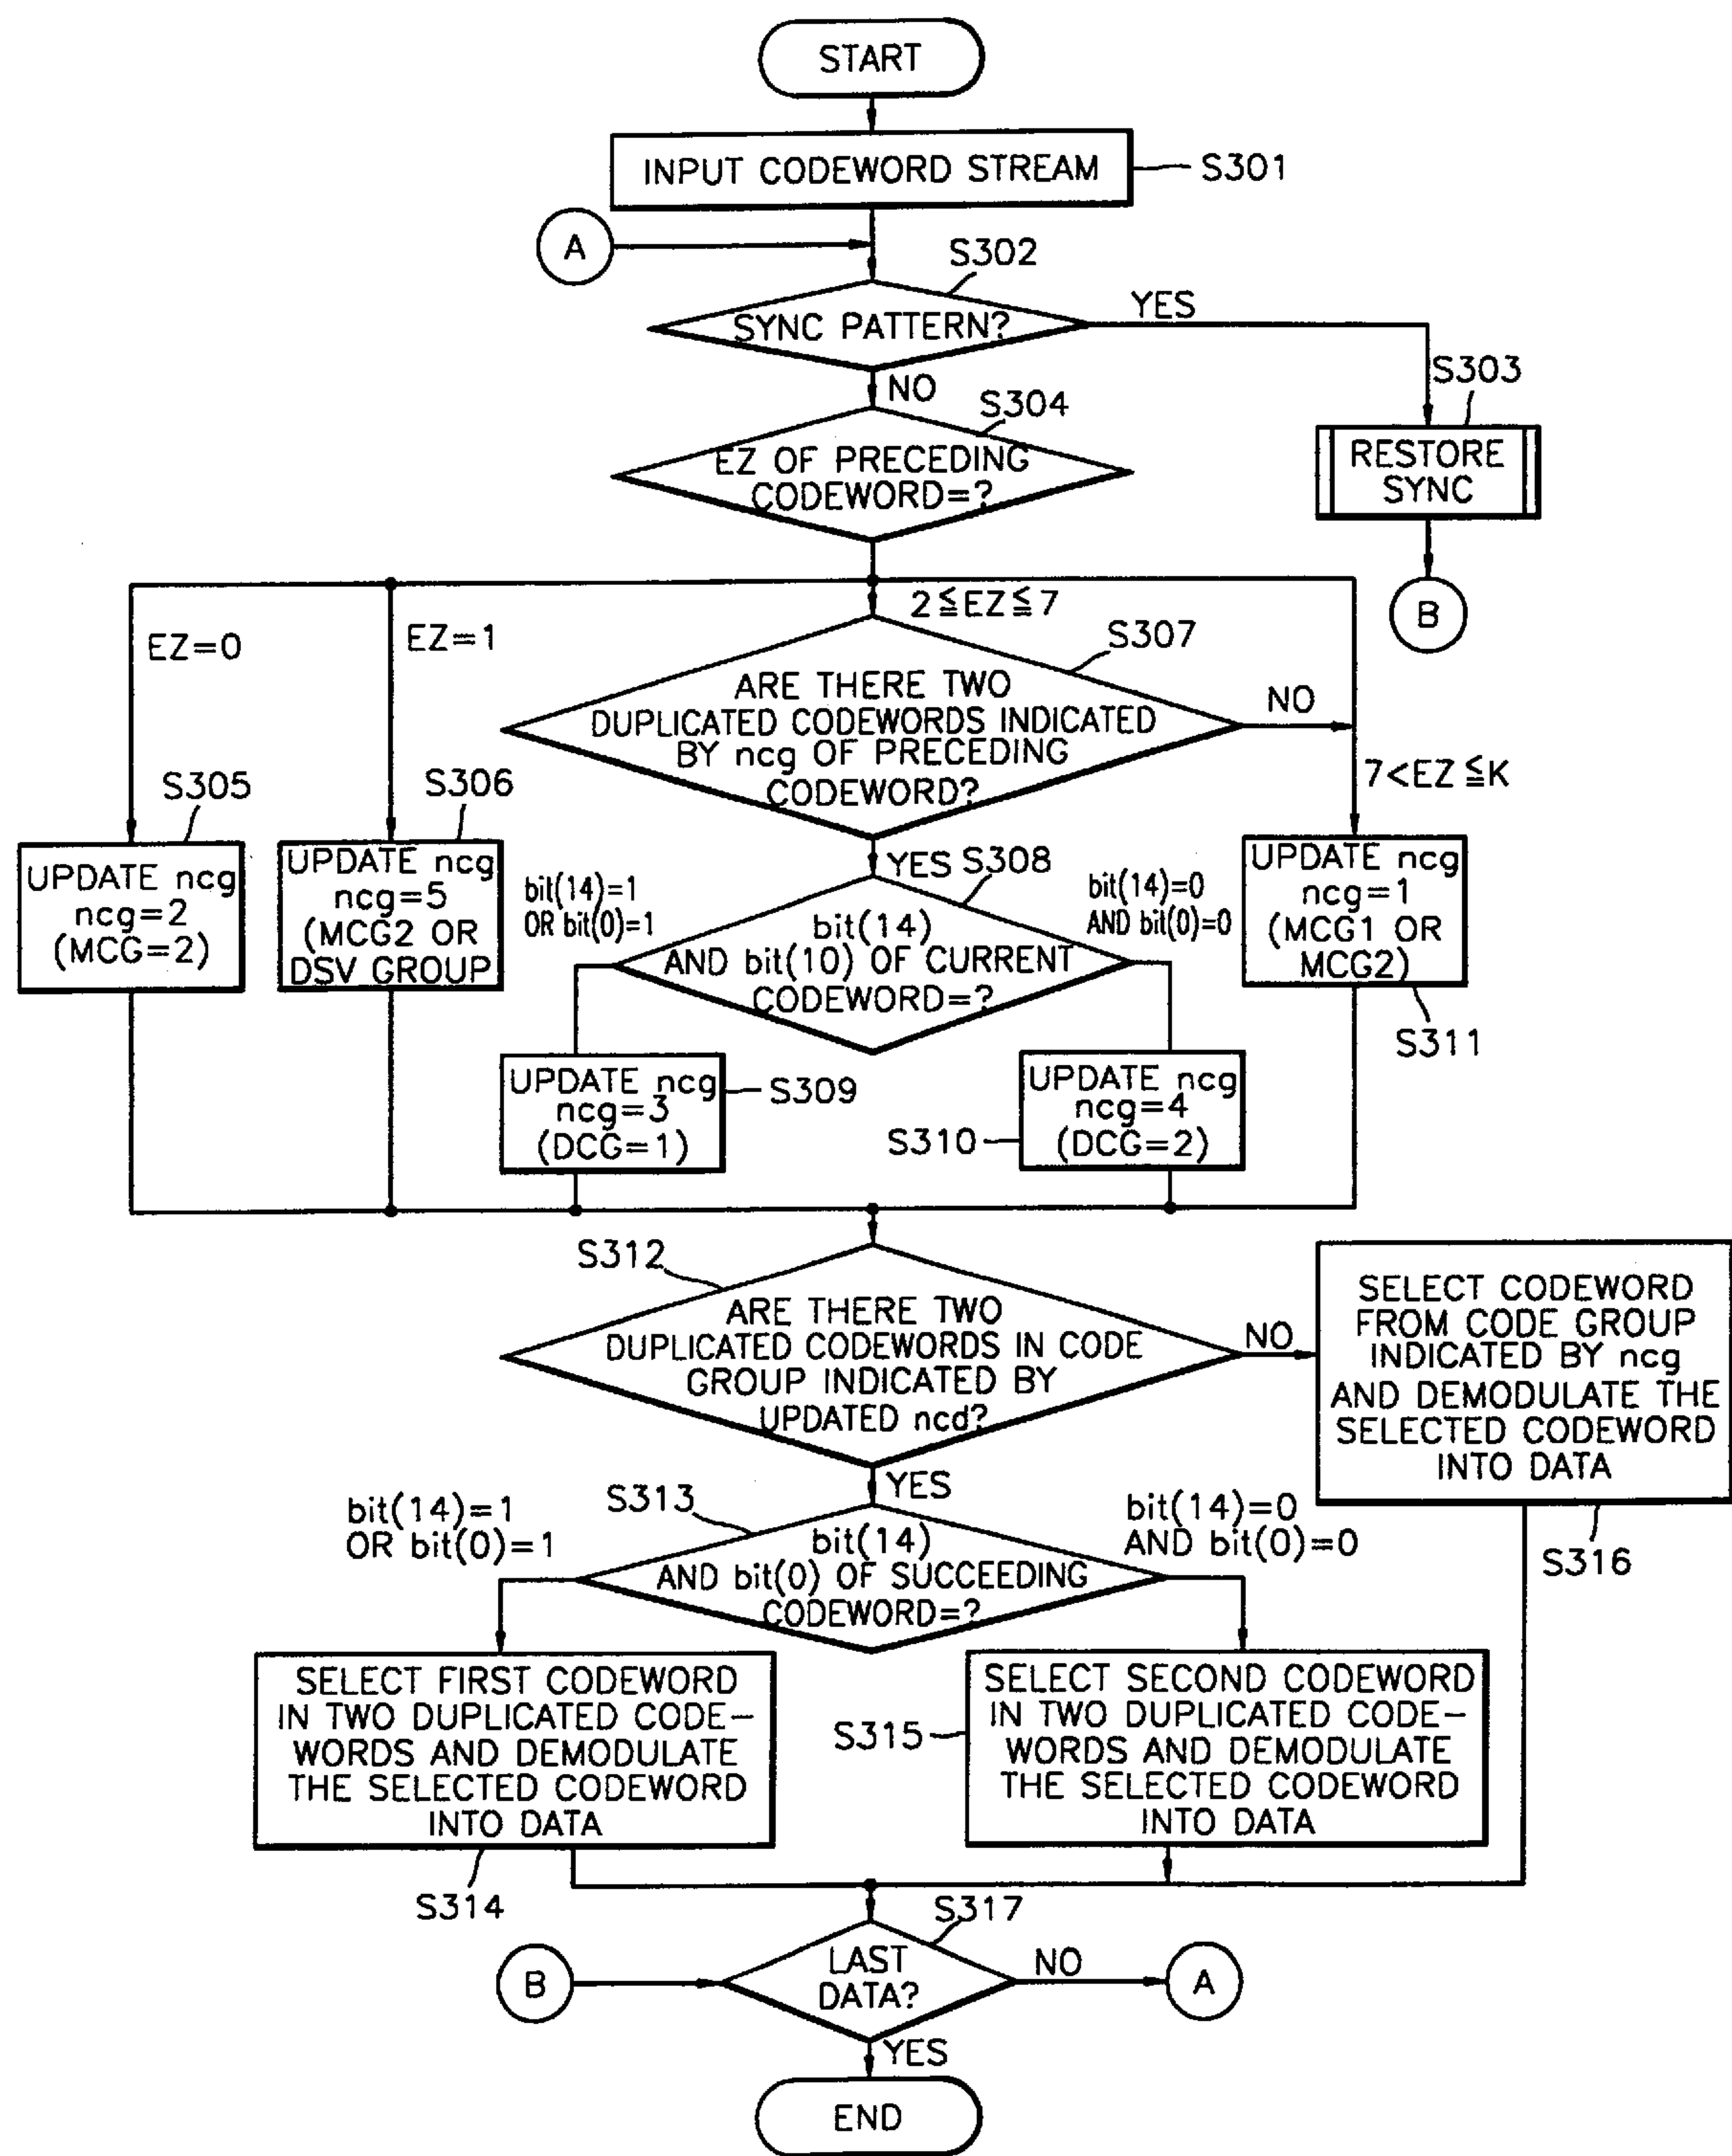 START
INPUT CODEWORD STREAM
S301
A
S302
SYNC PATTERN?
YES
NO
S303
RESTORE
SYNC
B
S304
EZ OF PRECEDING
CODEWORD=?
EZ=0
EZ=1
2≦EZ≦7
S307
ARE THERE TWO
DUPLICATED CODEWORDS INDICATED
BY ncg OF PRECEDING
CODEWORD?
NO
7<EZ≦K
S305
UPDATE ncg
ncg=2
(MCG=2)
S306
UPDATE ncg
ncg=5
(MCG2 OR
DSV GROUP
YES
S308
bit(14)=1
OR bit(0)=1
bit(14)
AND bit(10) OF CURRENT
CODEWORD=?
bit(14)=0
AND bit(0)=0
UPDATE ncg
ncg=1
(MCG1 OR
MCG2)
S311
UPDATE ncg
ncg=3
(DCG=1)
S309
S310
UPDATE ncg
ncg=4
(DCG=2)
S312
ARE THERE TWO
DUPLICATED CODEWORDS IN CODE
GROUP INDICATED BY
UPDATED ncd?
NO
SELECT CODEWORD
FROM CODE GROUP
INDICATED BY ncg
AND DEMODULATE THE
SELECTED CODEWORD
INTO DATA
S316
YES
bit(14)=1
OR bit(0)=1
S313
bit(14)
AND bit(0) OF SUCCEEDING
CODEWORD=?
bit(14)=0
AND bit(0)=0
SELECT FIRST CODEWORD
IN TWO DUPLICATED CODE-
WORDS AND DEMODULATE
THE SELECTED CODEWORD
INTO DATA
S314
S315
SELECT SECOND CODEWORD
IN TWO DUPLICATED CODE-
WORDS AND DEMODULATE
THE SELECTED CODEWORD
INTO DATA
S317
B
LAST
DATA?
NO
A
YES
END